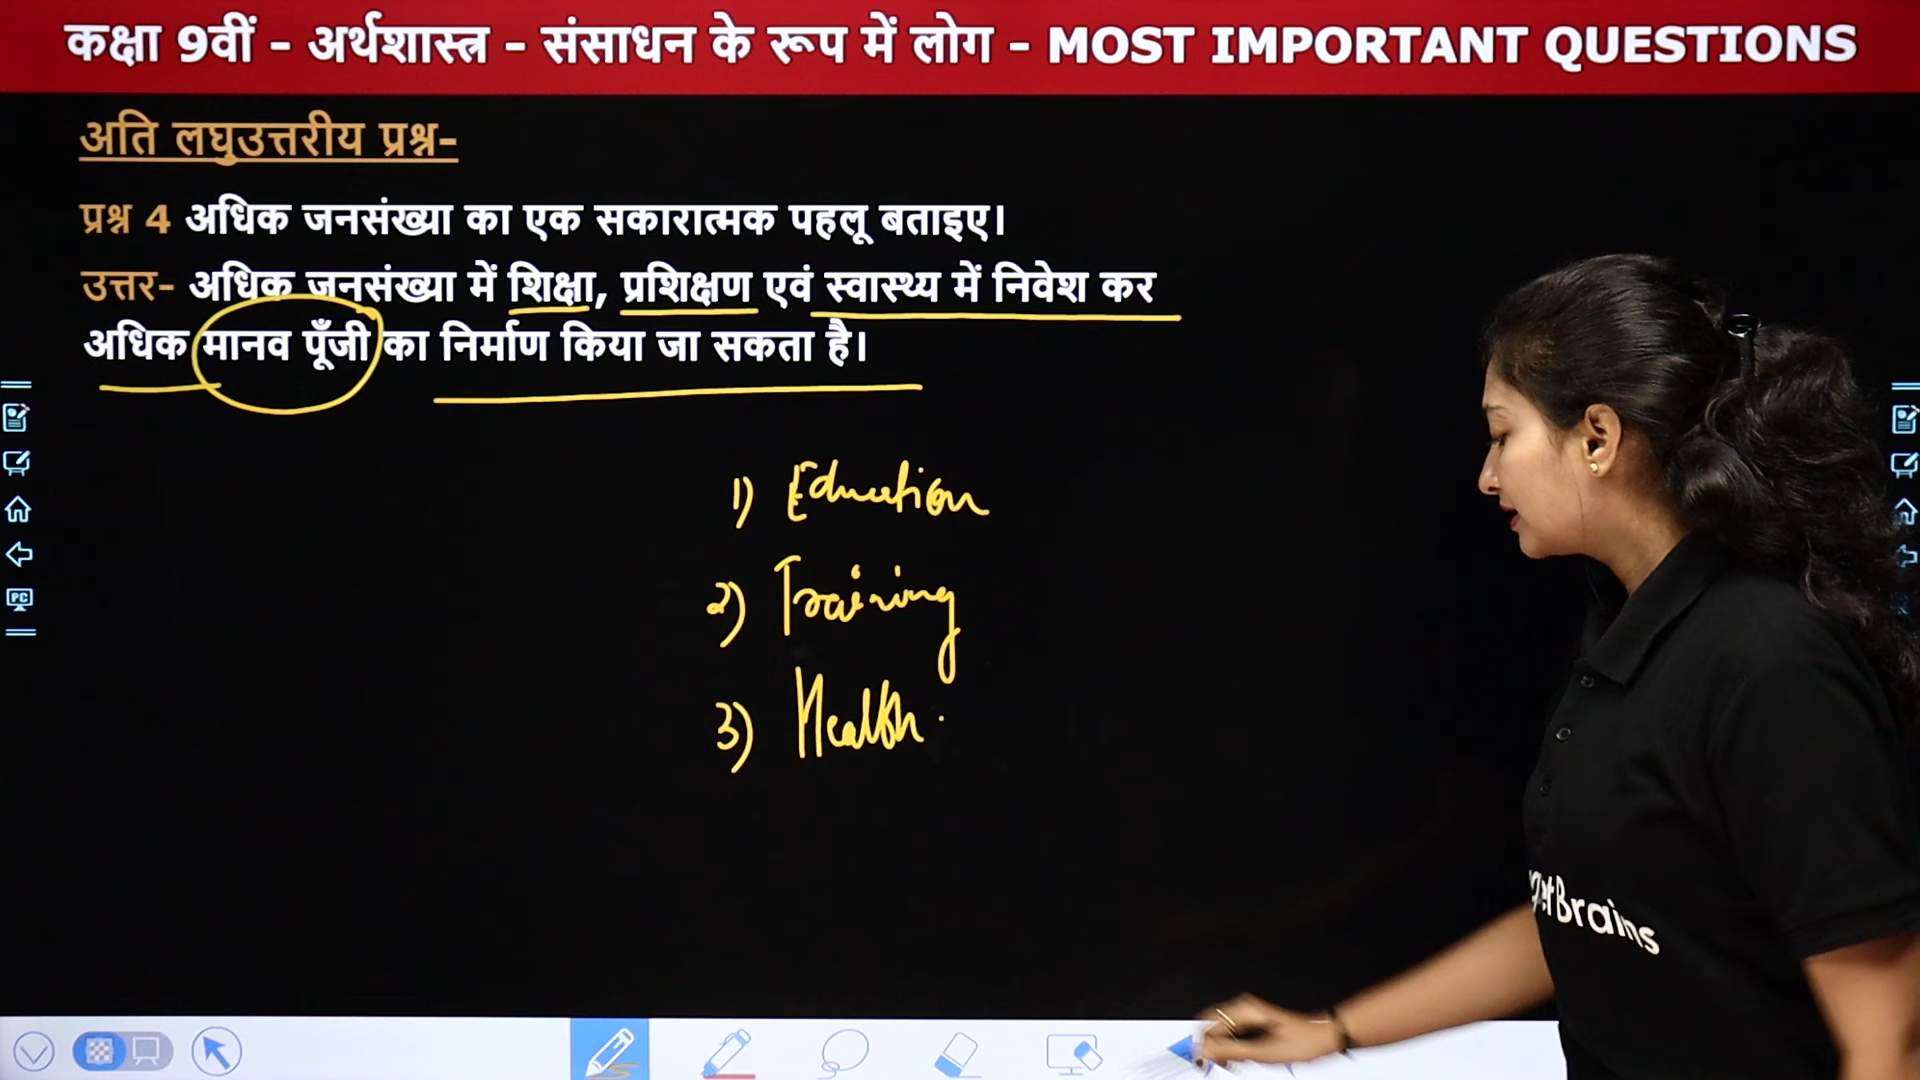 कक्षा 9वीं - अर्थशास्त्र - संसाधन के रूप में लोग - MOST IMPORTANT QUESTIONS
अति लघुउत्तरीय प्रश्न-
प्रश्न 4 अधिक जनसंख्या का एक सकारात्मक पहलू बताइए।
उत्तर- अधिक जनसंख्या में शिक्षा, प्रशिक्षण एवं स्वास्थ्य में निवेश कर
अधिक मानव पूँजी का निर्माण किया जा सकता है।
1) Education
2) Training
3) Health
PC
Brains